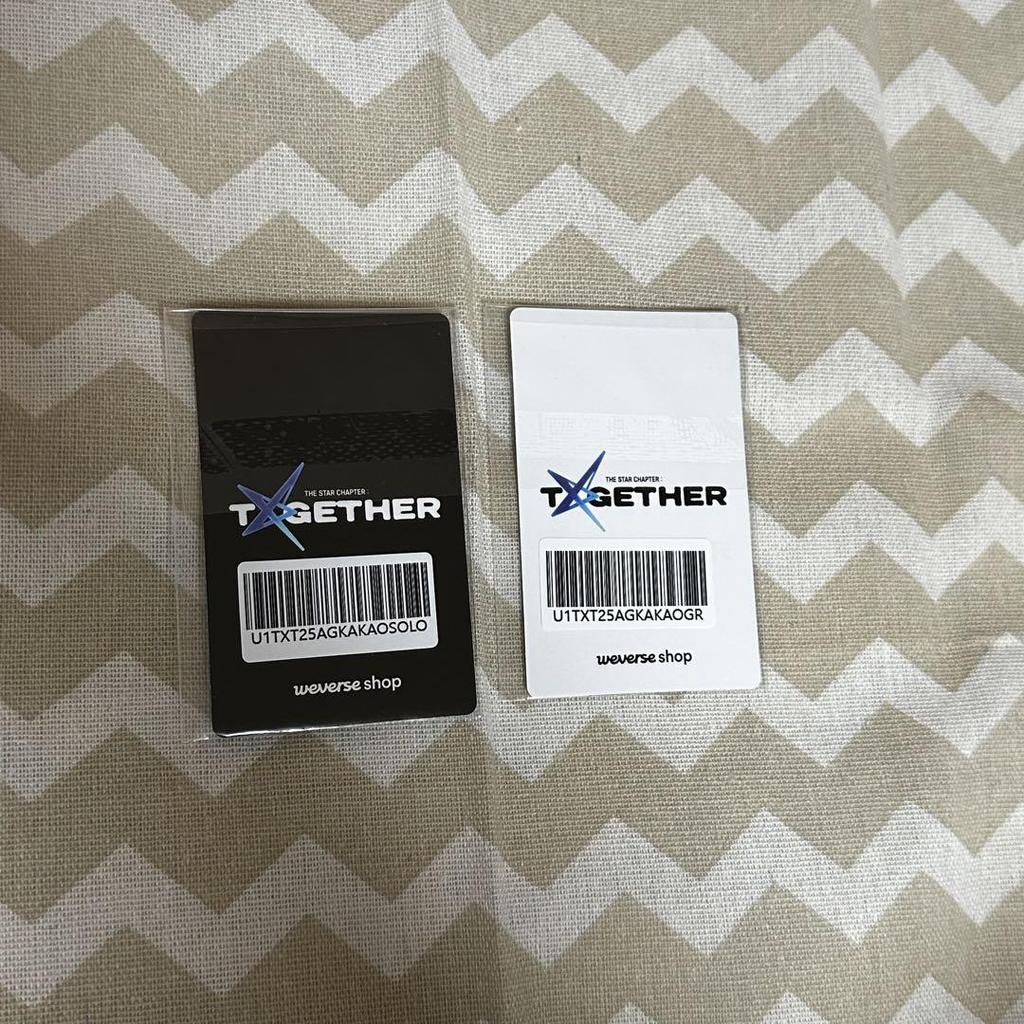 THE STAR CHAPTER :
TOGETHER
U1TXT25AGKAKAOSOLO
weverse shop
THE STAR CHAPTER :
TOGETHER
U1TXT25AGKAKAOGR
weverse shop